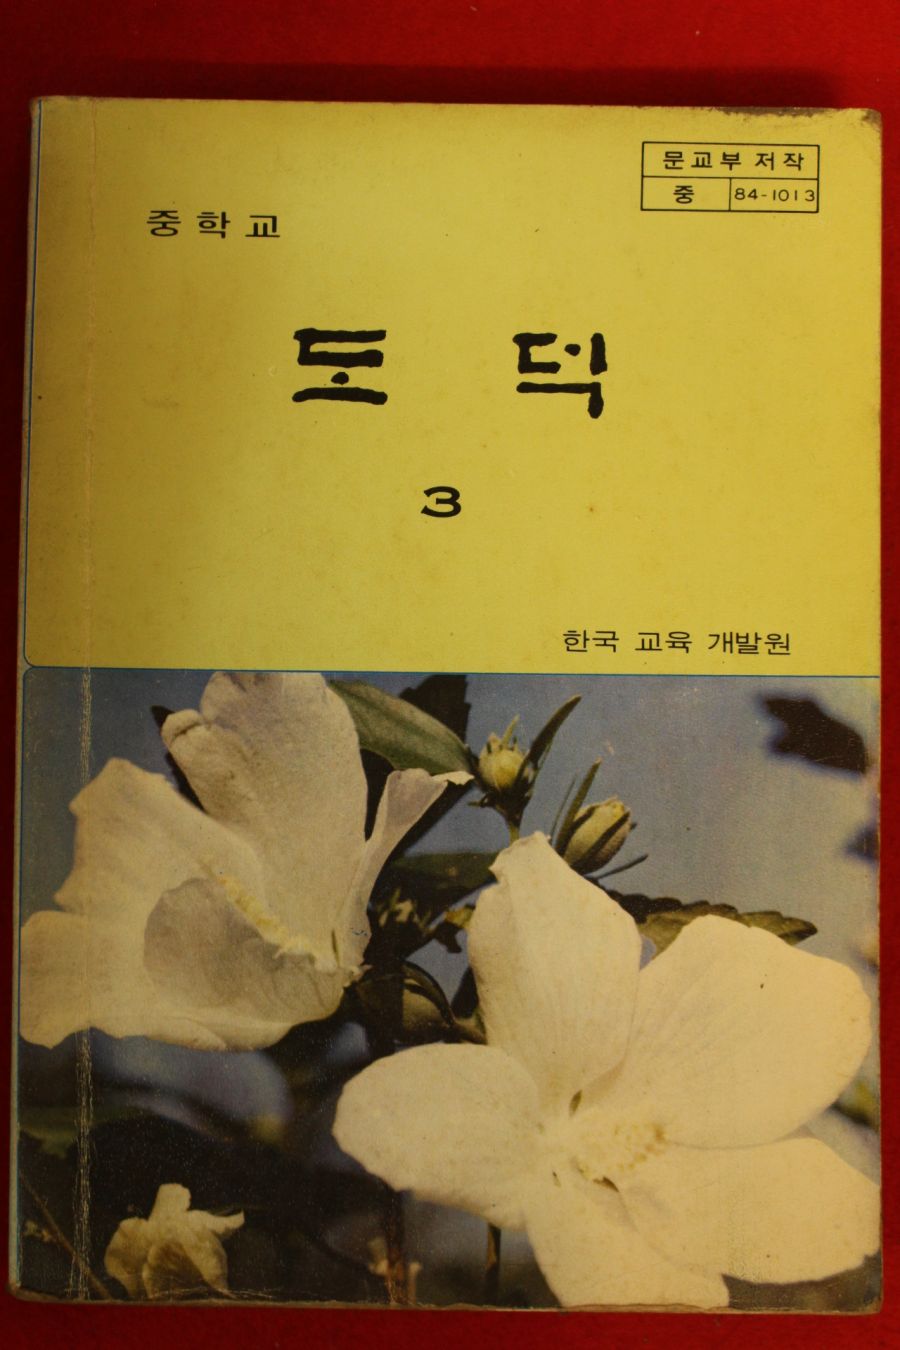 문교부 저작
중 84-1013
중학교
도덕
3
한국 교육 개발원